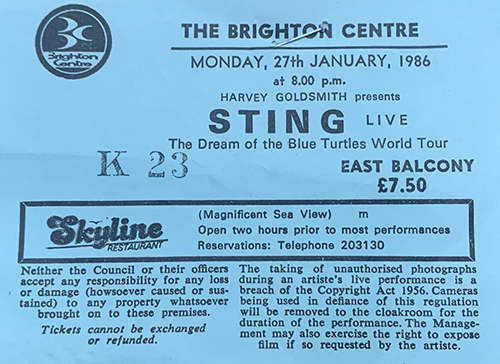 Brighton
Centre
THE BRIGHTON CENTRE
MONDAY, 27th JANUARY, 1986
at 8.00 p.m.
HARVEY GOLDSMITH presents
STING LIVE
The Dream of the Blue Turtles World Tour
K 23
EAST BALCONY
£7.50
Skyline
RESTAURANT
(Magnificent Sea View) m
Open two hours prior to most performances
Reservations: Telephone 203130
Neither the Council or their officers
accept any responsibility for any loss
or damage (howsoever caused or sus-
tained) to any property whatsoever
brought on to these premises.
Tickets cannot be exchanged
or refunded.
The taking of unauthorised photographs
during an artiste's live performance is a
breach of the Copyright Act 1956. Cameras
being used in defiance of this regulation
will be removed to the cloakroom for the
duration of the performance. The Manage-
ment may also exercise the right to expose
film if so requested by the artiste.